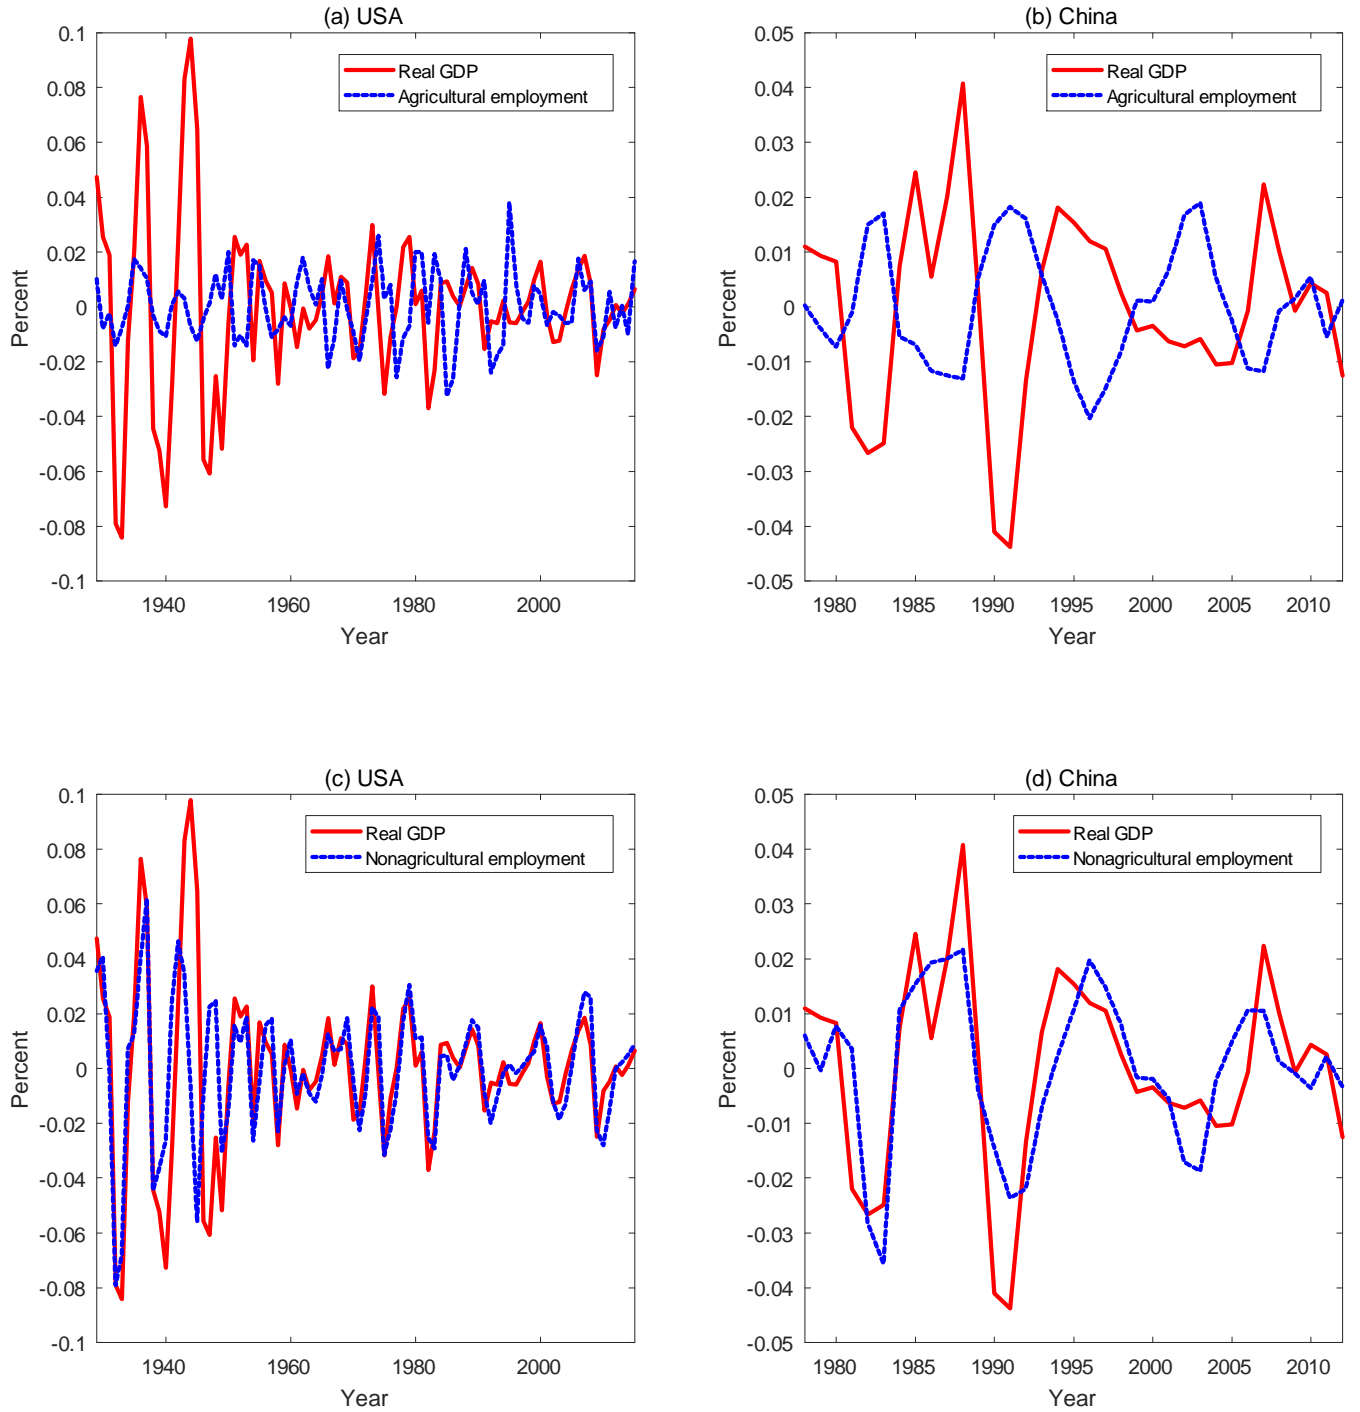 (a) USA
0.1
0.08
0.06
0.04
0.02
0
-0.02
-0.04
-0.06
-0.08
-0.1
Percent
Real GDP
Agricultural employment
1940 1960 1980 2000
Year
(b) China
0.05
0.04
0.03
0.02
0.01
0
-0.01
-0.02
-0.03
-0.04
-0.05
Percent
Real GDP
Agricultural employment
1980 1985 1990 1995 2000 2005 2010
Year
(c) USA
0.1
0.08
0.06
0.04
0.02
0
-0.02
-0.04
-0.06
-0.08
-0.1
Percent
Real GDP
Nonagricultural employment
1940 1960 1980 2000
Year
(d) China
0.05
0.04
0.03
0.02
0.01
0
-0.01
-0.02
-0.03
-0.04
-0.05
Percent
Real GDP
Nonagricultural employment
1980 1985 1990 1995 2000 2005 2010
Year